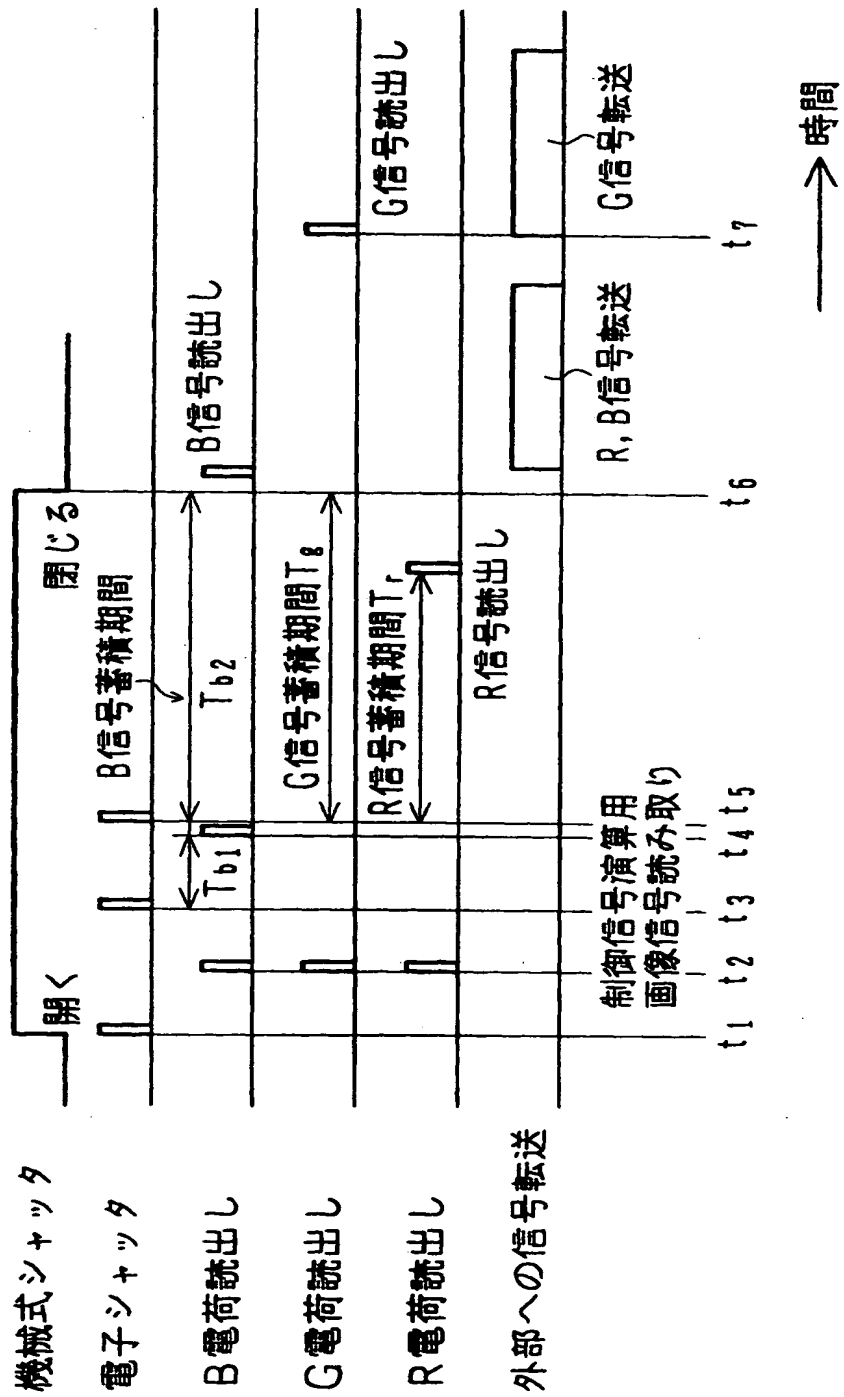 機械式シャッタ
開く
閉じる
電子シャッタ
B信号蓄積期間
B電荷読出し
Tb1
Tb2
B信号読出し
G電荷読出し
G信号蓄積期間Tg
G信号読出し
R電荷読出し
R信号蓄積期間Tr
R信号読出し
外部への信号転送
制御信号演算用
画像信号読み取り
R,B信号転送
G信号転送
t1
t2
t3
t4
t5
t6
t7
時間